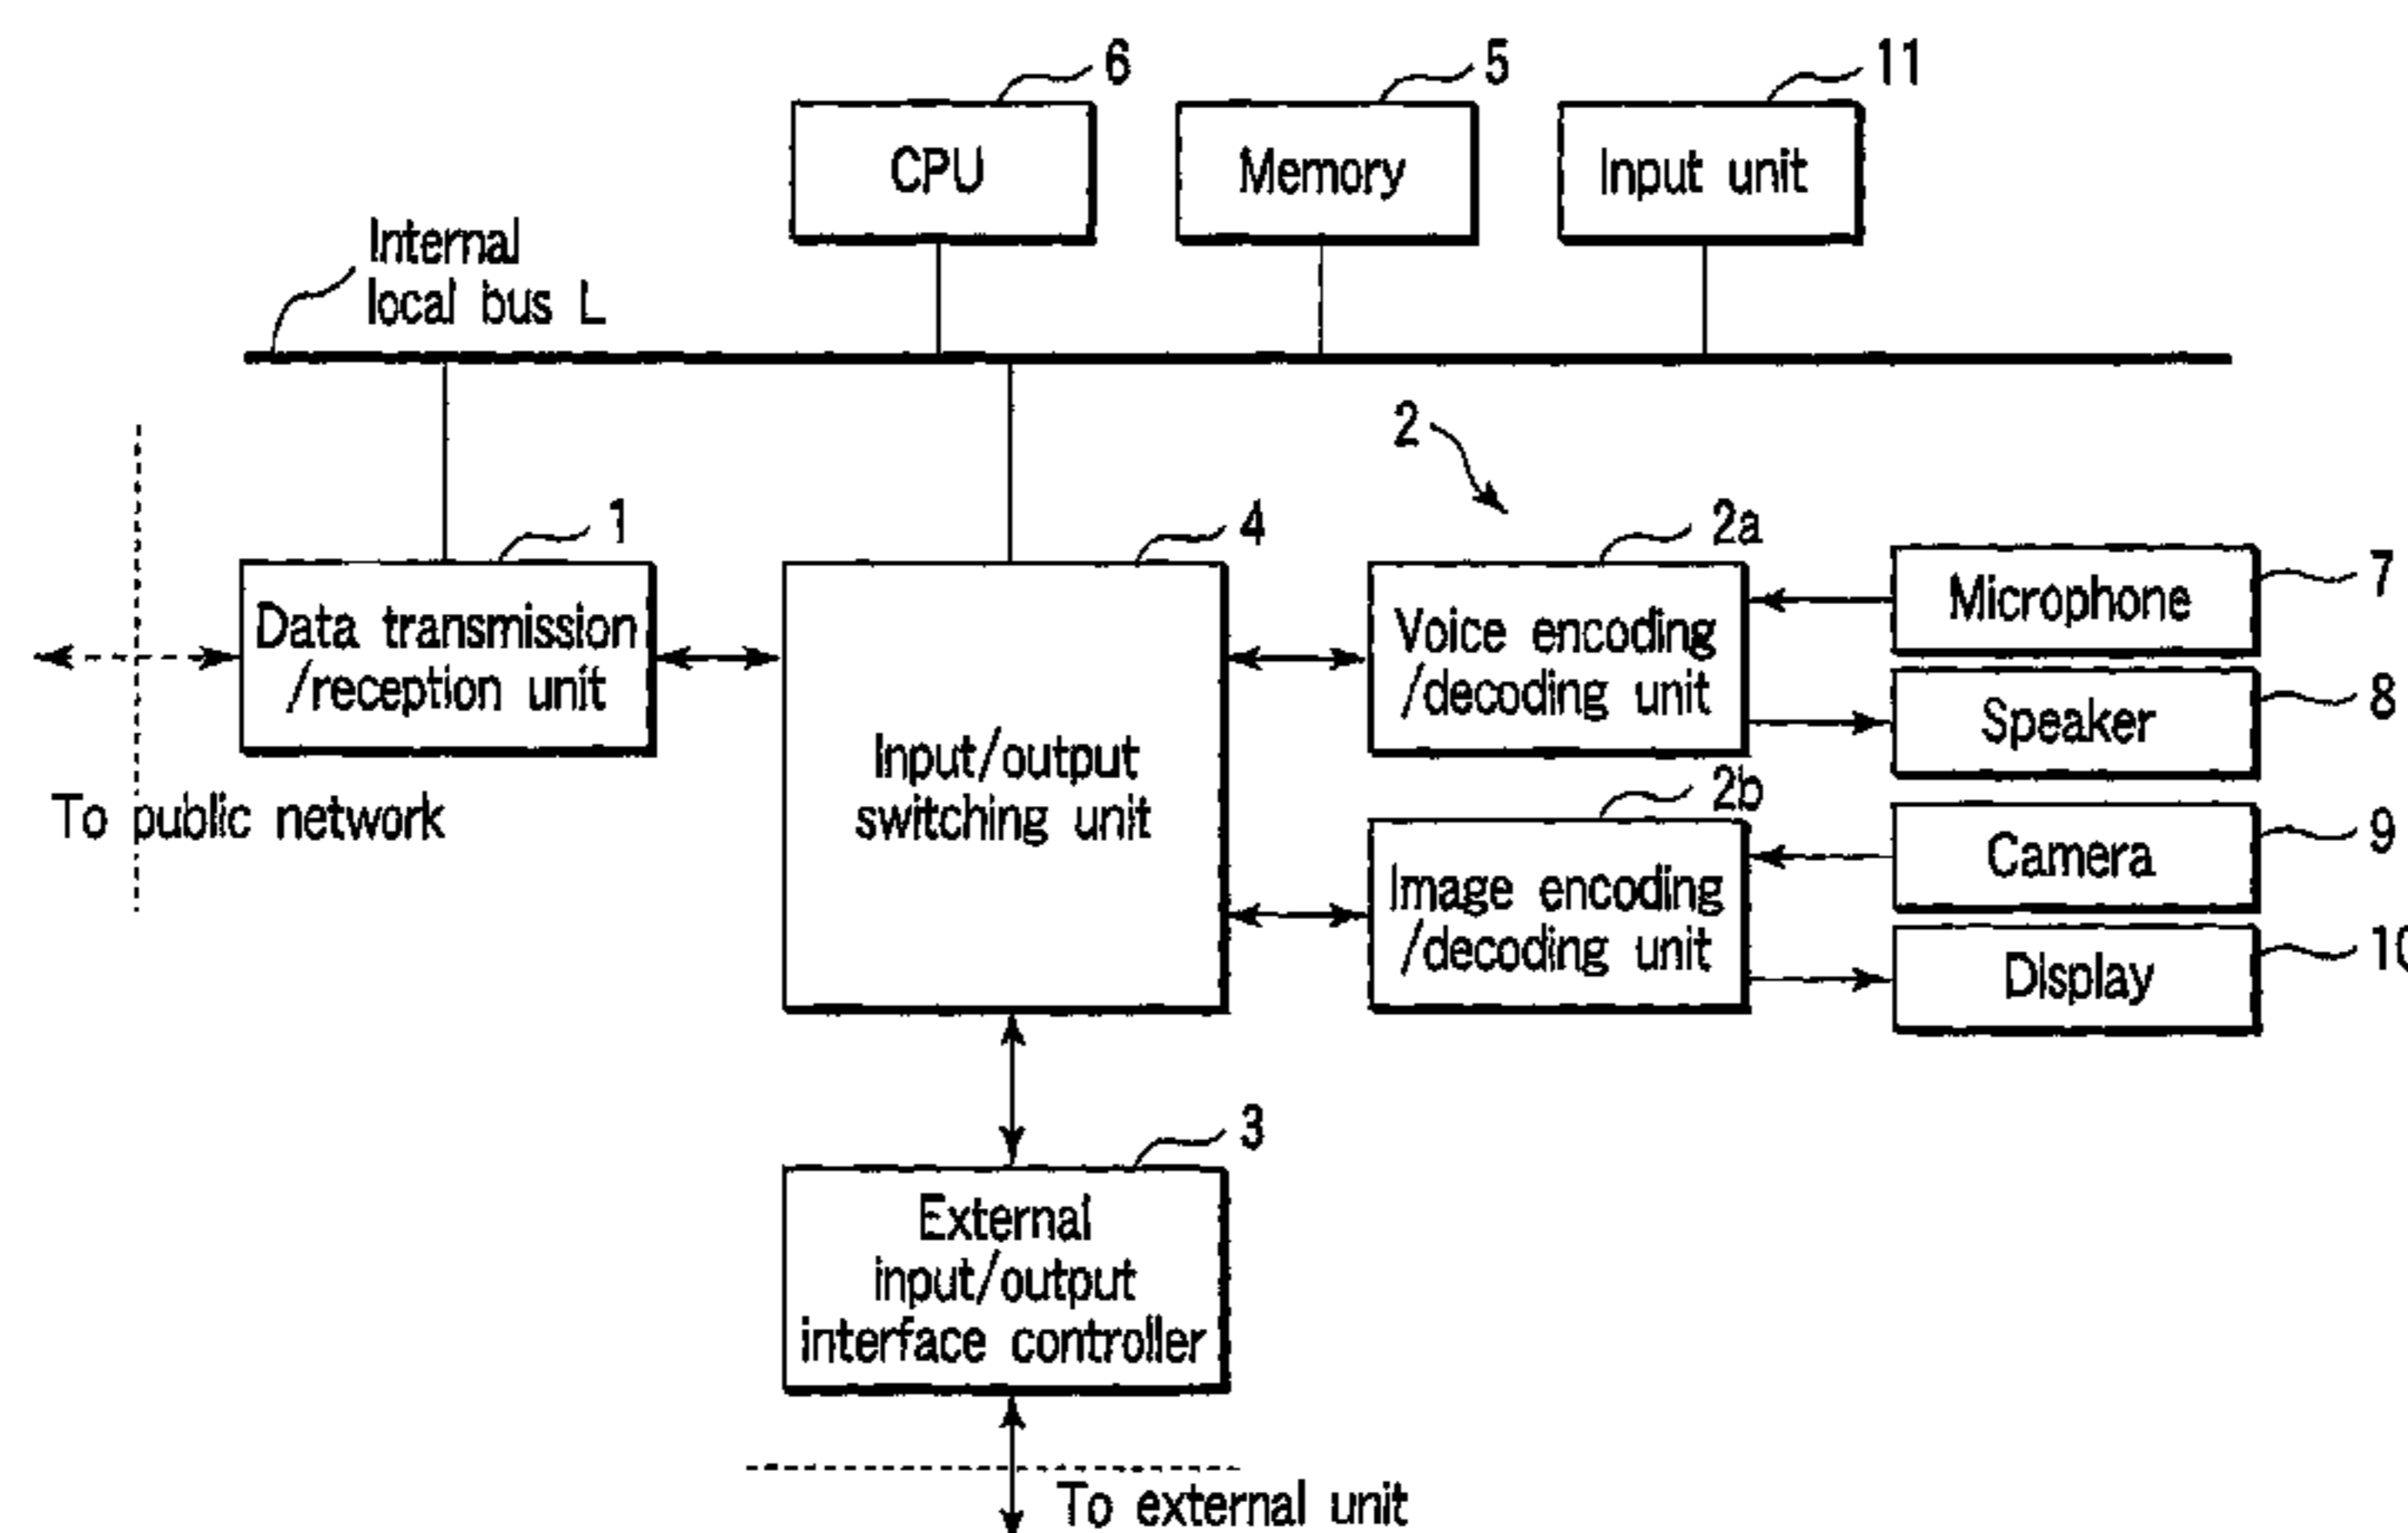 6
5
11
CPU
Memory
Input unit
Internal
local bus L
2
1
4
2a
Data transmission
/reception unit
Voice encoding
/decoding unit
Microphone
7
Speaker
8
To public network
Input/output
switching unit
2b
Image encoding
/decoding unit
Camera
9
Display
10
3
External
input/output
interface controller
To external unit